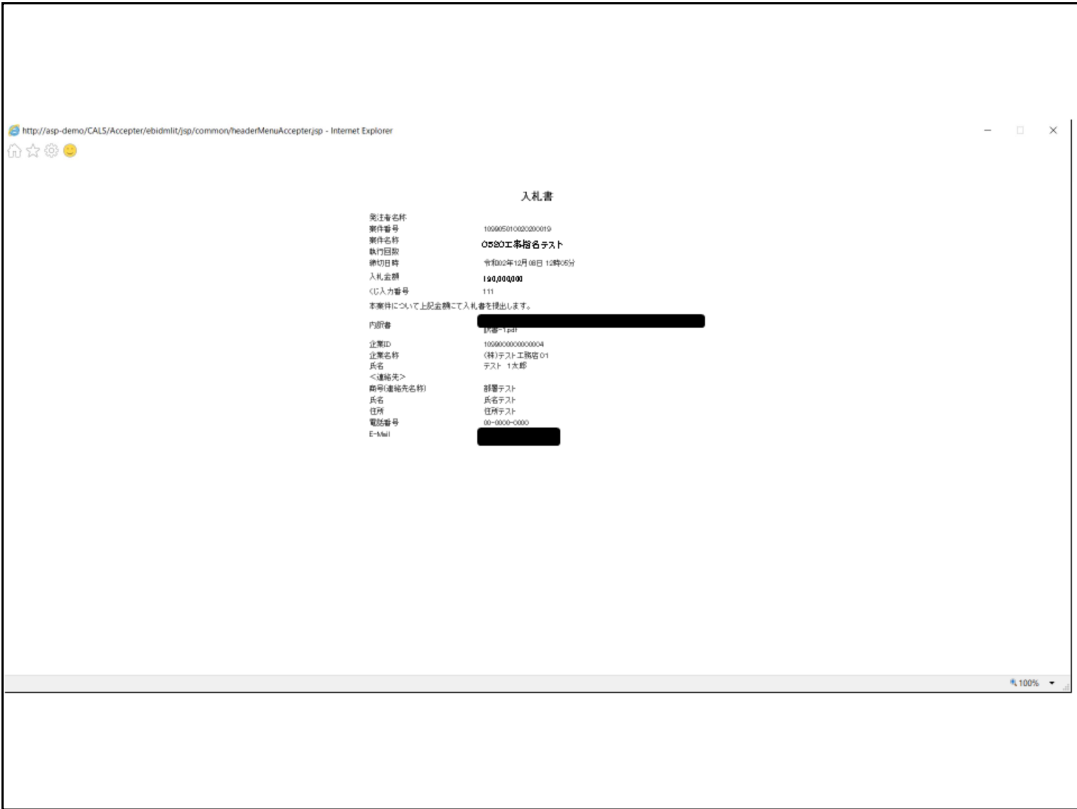 http://asp-demo/CALS/Accepter/ebidmlit/jsp/common/headerMenuAccepter.jsp - Internet Explorer
入札書
発注者名称
案件番号 1098058010020200019
案件名称 0520工事指名テスト
執行回数
締切日時 令和02年12月08日 12時05分
入札金額 190,000,000
くじ入力番号 111
本案件について上記金額にて入札書を提出します。
内訳書 訳書-1.pdf
企業ID 1098000000000004
企業名称 (株)テスト工務店01
氏名 テスト 1太郎
<連絡先>
商号(連絡先名称) 部署テスト
氏名 氏名テスト
住所 住所テスト
電話番号 00-0000-0000
E-Mail
100%